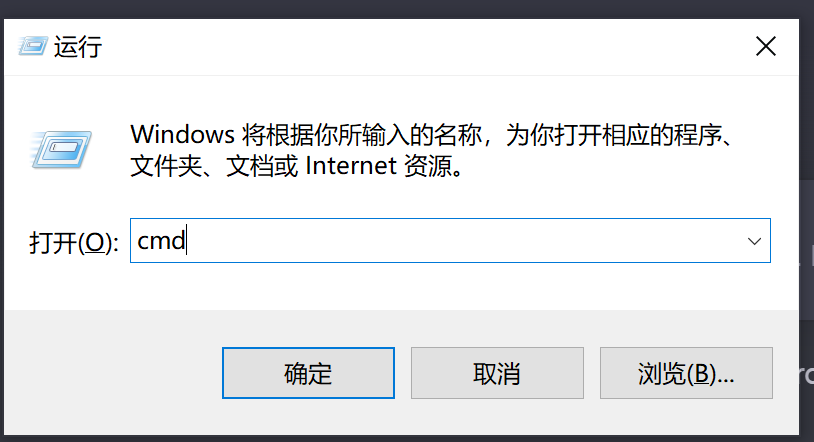 运行
Windows 将根据你所输入的名称，为你打开相应的程序、
文件夹、文档或 Internet 资源。
打开(O): cmd
确定 取消 浏览(B)...